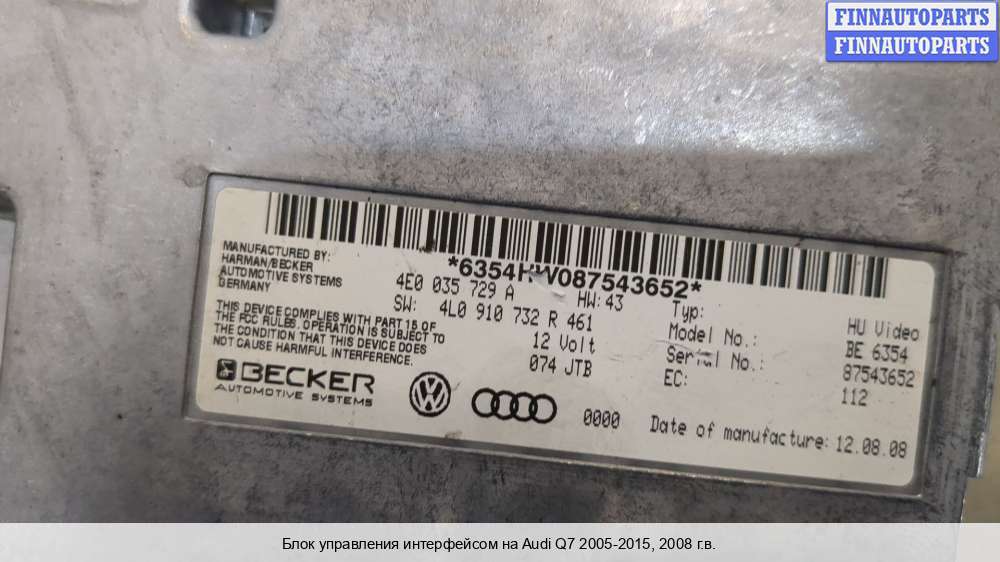 FINNAUTOPARTS
FINNAUTOPARTS
*6354HW087543652*
MANUFACTURED BY:
HARMAN/BECKER
AUTOMOTIVE SYSTEMS
GERMANY
4E0 035 729 A HW:43
SW: 4L0 910 732 R 461
12 Volt
074 JTB
Typ: HU Video
Model No.: BE 6354
Serial No.: 87543652
EC: 112
THIS DEVICE COMPLIES WITH PART 15 OF
THE FCC RULES. OPERATION IS SUBJECT TO
THE CONDITION THAT THIS DEVICE DOES
NOT CAUSE HARMFUL INTERFERENCE.
BECKER
AUTOMOTIVE SYSTEMS
0000
Date of manufacture: 12.08.08
Блок управления интерфейсом на Audi Q7 2005-2015, 2008 г.в.